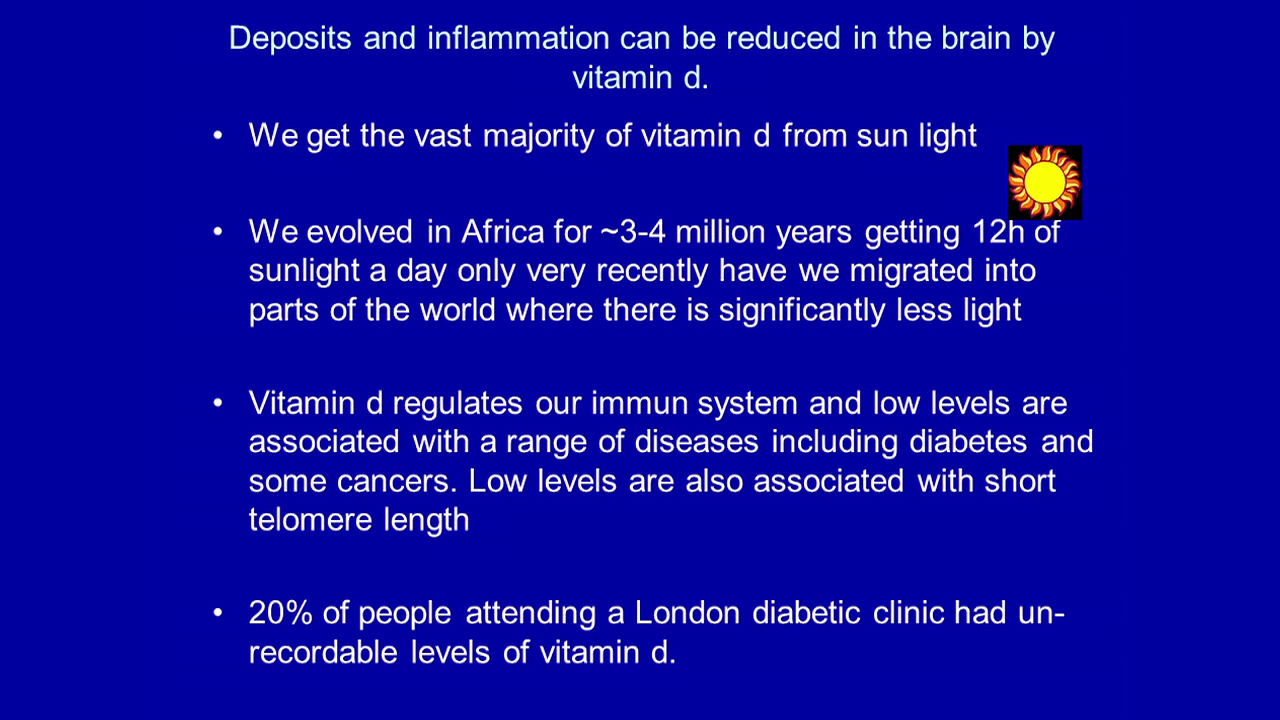 Deposits and inflammation can be reduced in the brain by
vitamin d.
• We get the vast majority of vitamin d from sun light
• We evolved in Africa for ~3-4 million years getting 12h of
sunlight a day only very recently have we migrated into
parts of the world where there is significantly less light
• Vitamin d regulates our immun system and low levels are
associated with a range of diseases including diabetes and
some cancers. Low levels are also associated with short
telomere length
• 20% of people attending a London diabetic clinic had un-
recordable levels of vitamin d.